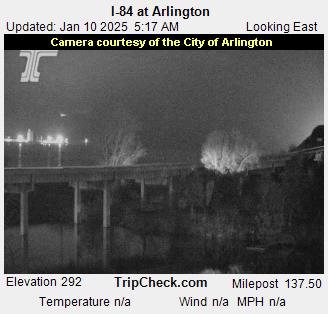 I-84 at Arlington
Updated: Jan 10 2025 5:17 AM Looking East
Camera courtesy of the City of Arlington
Elevation 292 TripCheck.com Milepost 137.50
Temperature n/a Wind n/a MPH n/a